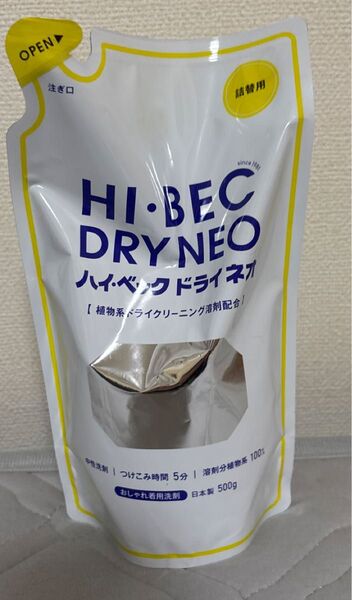 OPEN▶
注ぎ口
詰替用
since 1981
HI・BEC
DRY NEO
ハイ・ベック ドライ ネオ
【 植物系ドライクリーニング溶剤配合 】
中性洗剤 | つけこみ時間 5分 | 溶剤分植物系 100%
おしゃれ着用洗剤 日本製 500g